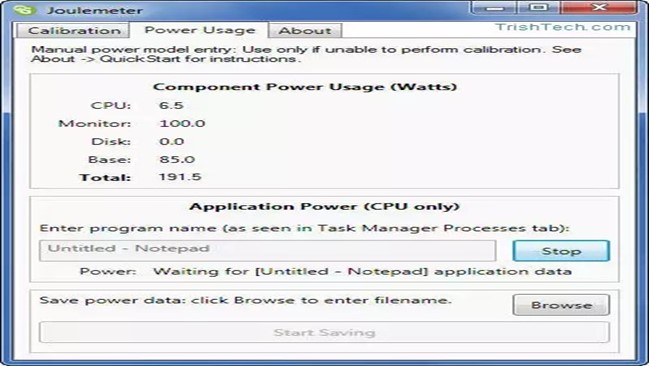 Joulemeter
Calibration Power Usage About TrishTech.com
Manual power model entry: Use only if unable to perform calibration. See
About -> QuickStart for instructions.
Component Power Usage (Watts)
CPU: 6.5
Monitor: 100.0
Disk: 0.0
Base: 85.0
Total: 191.5
Application Power (CPU only)
Enter program name (as seen in Task Manager Processes tab):
Untitled - Notepad Stop
Power: Waiting for [Untitled - Notepad] application data
Save power data: click Browse to enter filename. Browse
Start Saving